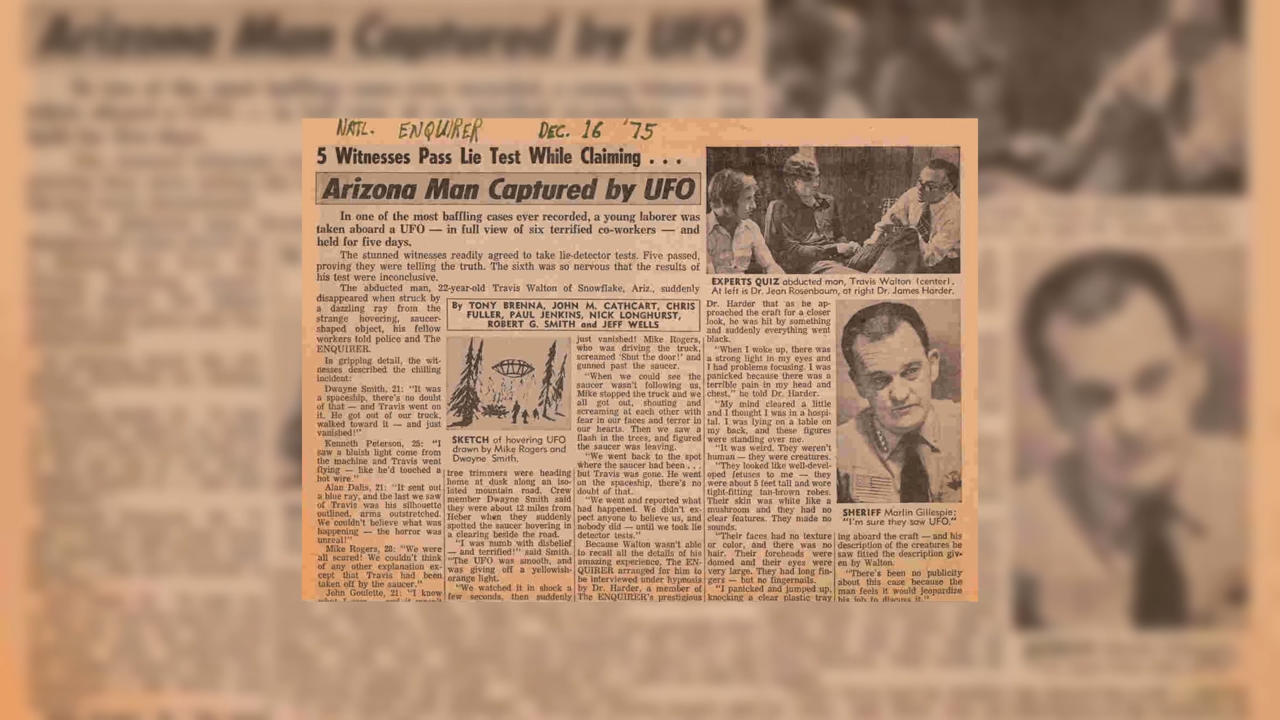 Arizona Man Captured by UFO
NATL. ENQUIRER DEC. 16 '75
5 Witnesses Pass Lie Test While Claiming . . .
Arizona Man Captured by UFO
In one of the most baffling cases ever recorded, a young laborer was
taken aboard a UFO — in full view of six terrified co-workers — and
held for five days.
The stunned witnesses readily agreed to take lie-detector tests. Five passed,
proving they were telling the truth. The sixth was so nervous that the results of
his test were inconclusive.
The abducted man, 22-year-old Travis Walton of Snowflake, Ariz., suddenly
disappeared when struck by
a dazzling ray from the
strange hovering, saucer-
shaped object, his fellow
workers told police and The
ENQUIRER.
In gripping detail, the wit-
nesses described the chilling
incident:
Dwayne Smith, 21: "It was
a spaceship, there's no doubt
of that — and Travis went on
it. He got out of our truck,
walked toward it — and just
vanished!"
Kenneth Peterson, 25: "I
saw a bluish light come from
the machine and Travis went
flying — like he'd touched a
hot wire."
Alan Dalis, 21: "It sent out
a blue ray, and the last we saw
of Travis was his silhouette
outlined, arms outstretched.
We couldn't believe what was
happening — the horror was
unreal!"
Mike Rogers, 28: "We were
all scared! We couldn't think
of any other explanation ex-
cept that Travis had been
taken off by the saucer."
John Goulette, 21: "I knew
By TONY BRENNA, JOHN M. CATHCART, CHRIS
FULLER, PAUL JENKINS, NICK LONGHURST,
ROBERT G. SMITH and JEFF WELLS
SKETCH of hovering UFO
drawn by Mike Rogers and
Dwayne Smith.
tree trimmers were heading
home at dusk along an iso-
lated mountain road. Crew
member Dwayne Smith said
they were about 12 miles from
Heber when they suddenly
spotted the saucer hovering in
a clearing beside the road.
"I was numb with disbelief
— and terrified!" said Smith.
"The UFO was smooth, and
was giving off a yellowish-
orange light.
"We watched it in shock a
few seconds, then suddenly
just vanished! Mike Rogers,
who was driving the truck,
screamed 'Shut the door!' and
gunned past the saucer.
"When we could see the
saucer wasn't following us,
Mike stopped the truck and we
all got out, shouting and
screaming at each other with
fear in our faces and terror in
our hearts. Then we saw a
flash in the trees, and figured
the saucer was leaving.
"We went back to the spot
where the saucer had been . . .
but Travis was gone. He went
on the spaceship, there's no
doubt of that.
"We went and reported what
had happened. We didn't ex-
pect anyone to believe us, and
nobody did — until we took lie
detector tests."
Because Walton wasn't able
to recall all the details of his
amazing experience. The EN-
QUIRER arranged for him to
be interviewed under hypnosis
by Dr. Harder, a member of
The ENQUIRER's prestigious
EXPERTS QUIZ abducted man, Travis Walton (center).
At left is Dr. Jean Rosenbaum, at right Dr. James Harder.
Dr. Harder that as he ap-
proached the craft for a closer
look, he was hit by something
and suddenly everything went
black.
"When I woke up, there was
a strong light in my eyes and
I had problems focusing. I was
panicked because there was a
terrible pain in my head and
chest," he told Dr. Harder.
"My mind cleared a little
and I thought I was in a hospi-
tal. I was lying on a table on
my back, and these figures
were standing over me.
"It was weird. They weren't
human — they were creatures.
"They looked like well-devel-
oped fetuses to me — they
were about 5 feet tall and wore
tight-fitting tan-brown robes.
Their skin was white like a
mushroom and they had no
clear features. They made no
sounds.
"Their faces had no texture
or color, and there was no
hair. Their foreheads were
domed and their eyes were
very large. They had long fin-
gers — but no fingernails.
"I panicked and jumped up,
knocking a clear plastic tray
SHERIFF Marlin Gillespie:
"I'm sure they saw UFO."
ing aboard the craft — and his
description of the creatures he
saw fitted the description giv-
en by Walton.
"There's been no publicity
about this case because the
man feels it would jeopardize
his job to discuss it."